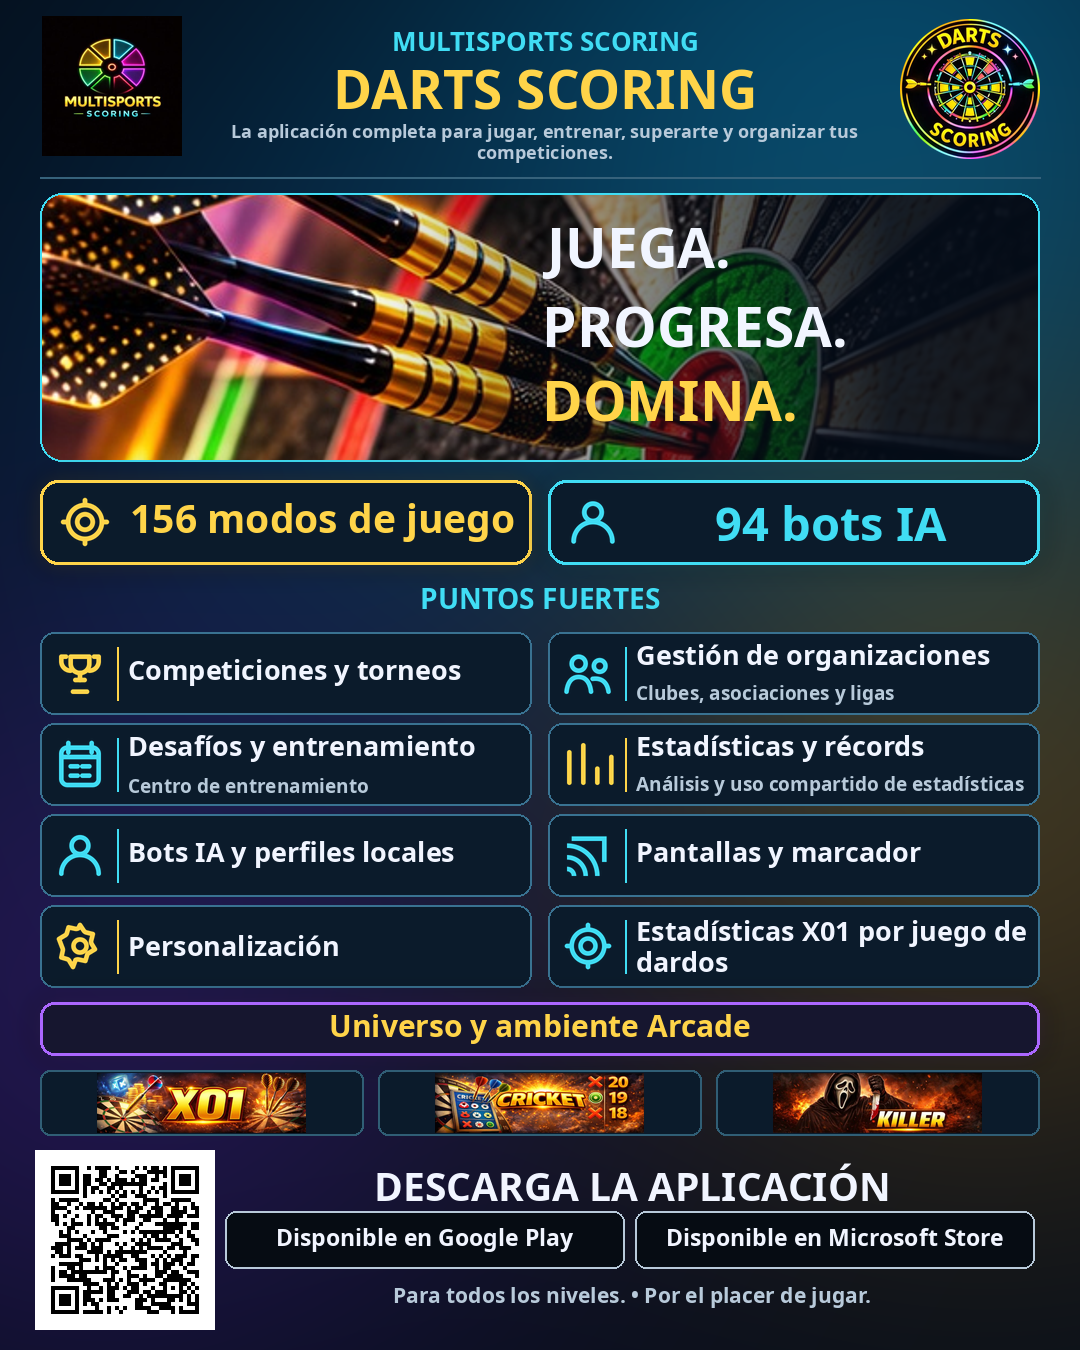 MULTISPORTS
SCORING
MULTISPORTS SCORING
DARTS SCORING
La aplicación completa para jugar, entrenar, superarte y organizar tus
competiciones.
DARTS
SCORING
JUEGA.
PROGRESA.
DOMINA.
156 modos de juego
94 bots IA
PUNTOS FUERTES
Competiciones y torneos
Gestión de organizaciones
Clubes, asociaciones y ligas
Desafíos y entrenamiento
Centro de entrenamiento
Estadísticas y récords
Análisis y uso compartido de estadísticas
Bots IA y perfiles locales
Pantallas y marcador
Personalización
Estadísticas X01 por juego de
dardos
Universo y ambiente Arcade
X01
CRICKET
CRICKET
20
19
18
KILLER
DESCARGA LA APLICACIÓN
Disponible en Google Play
Disponible en Microsoft Store
Para todos los niveles. • Por el placer de jugar.